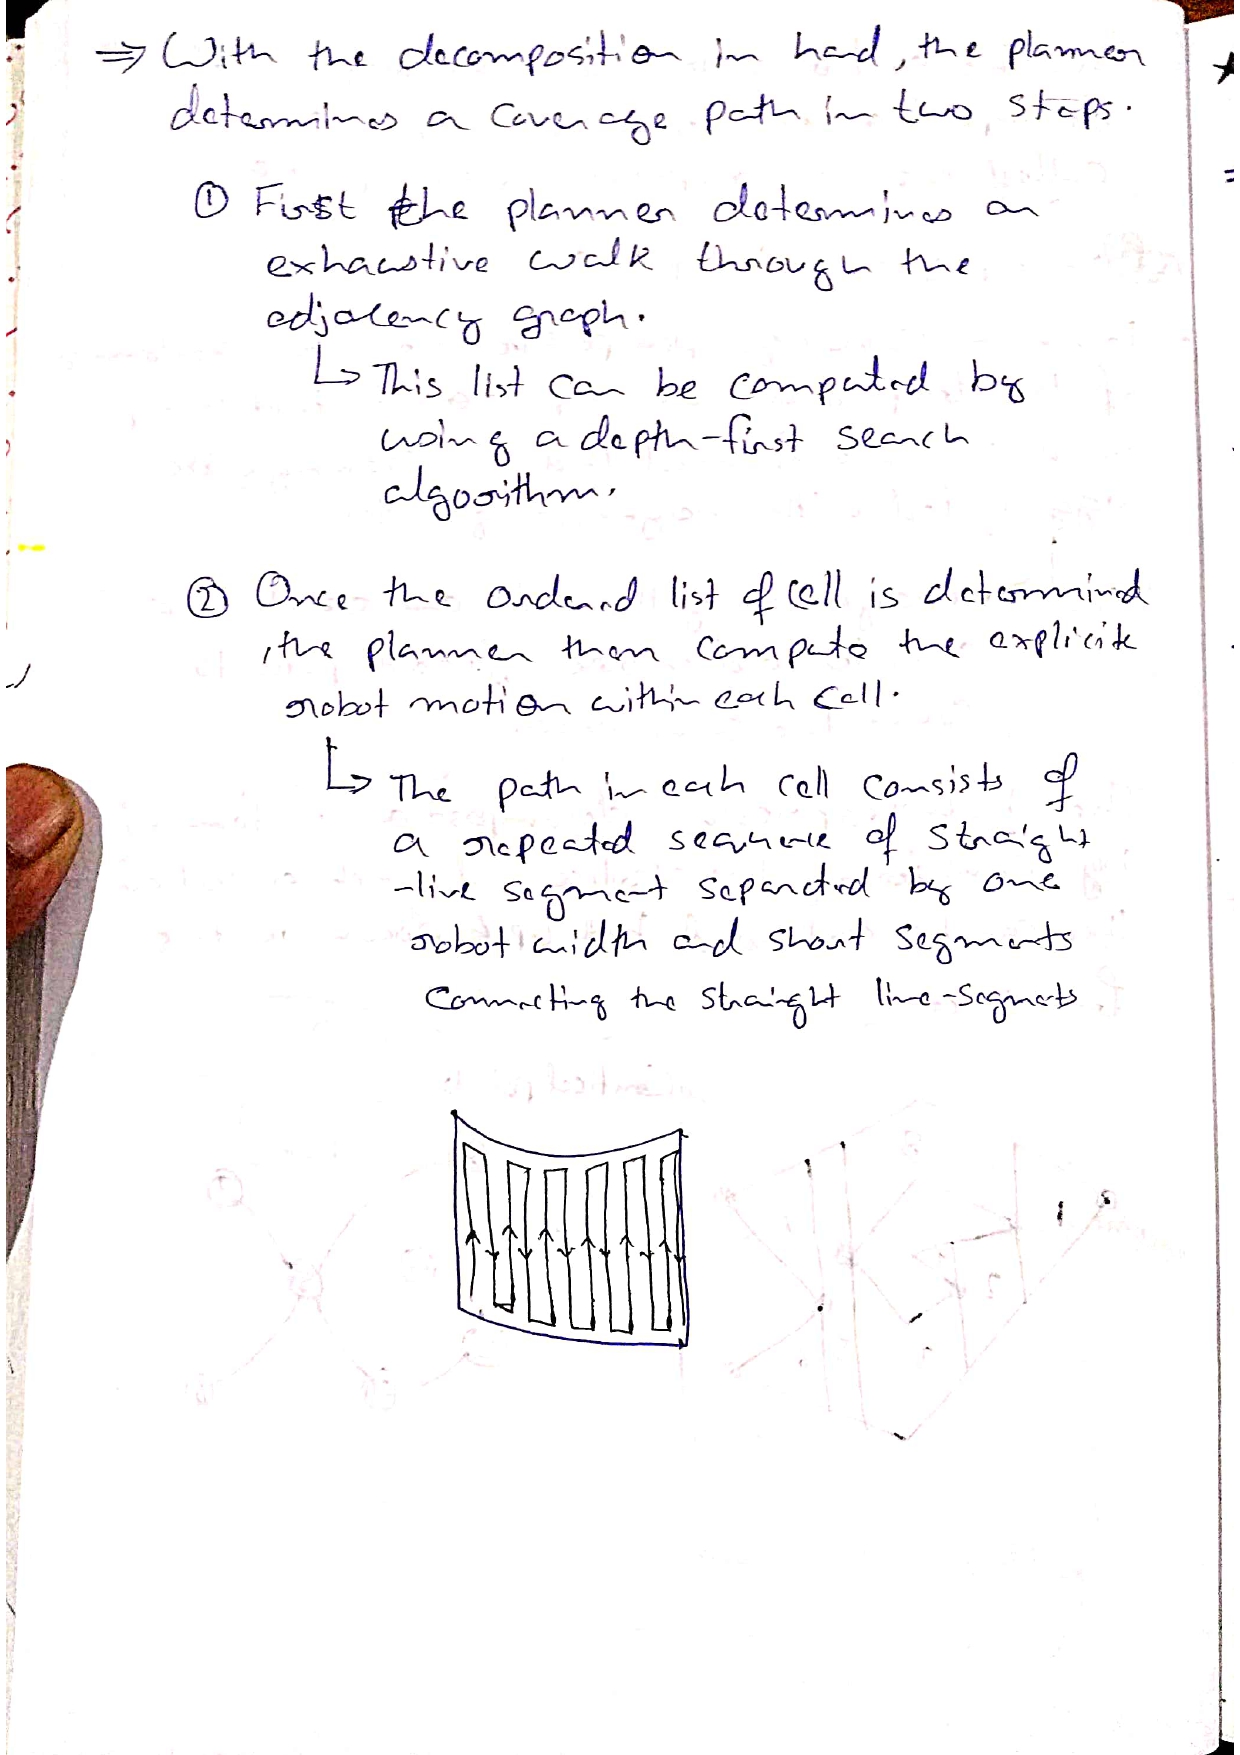 ⇒ With the decomposition in hand, the planner
determines a coverage path in two steps.
① First the planner determines an
exhaustive walk through the
adjacency graph.
↳ This list can be computed by
using a depth-first search
algoorithm.
② Once the ordered list of cell is determined
, the planner then compute the explicite
robot motion within each cell.
↳ The path in each cell consists of
a repeated sequence of straight
-line segment separated by one
robot width and short segments
connecting the straight line-segments